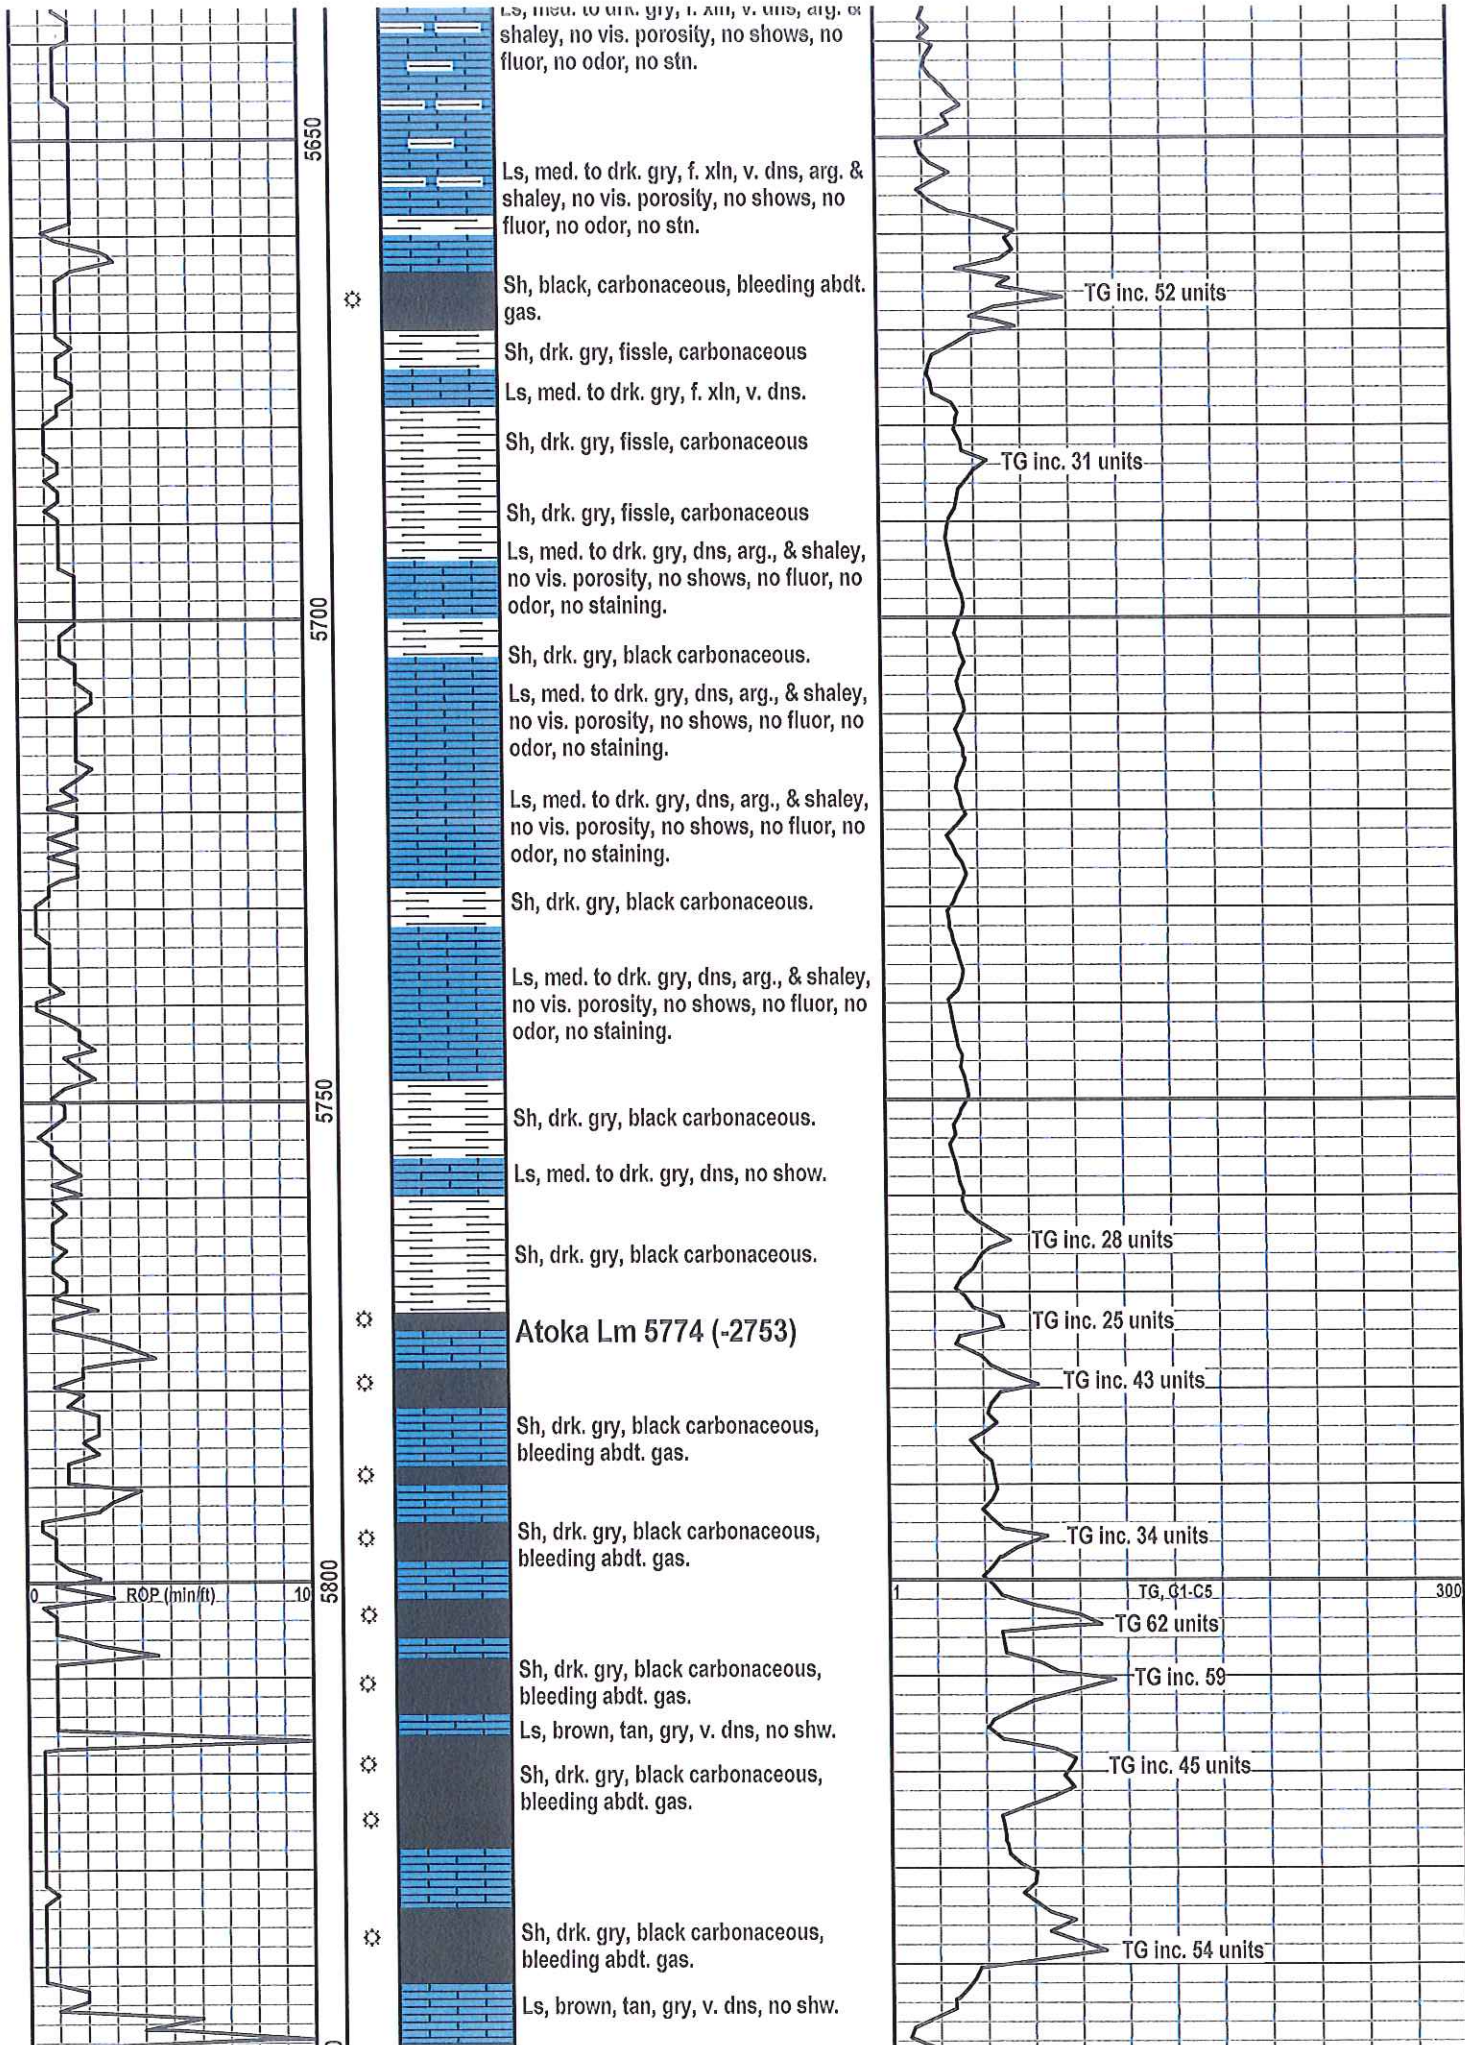 Ls, med. to drk. gry, f. xln, v. dns, arg. &
shaley, no vis. porosity, no shows, no
fluor, no odor, no stn.
5650
Ls, med. to drk. gry, f. xln, v. dns, arg. &
shaley, no vis. porosity, no shows, no
fluor, no odor, no stn.
Sh, black, carbonaceous, bleeding abdt.
gas.
TG inc. 52 units
Sh, drk. gry, fissle, carbonaceous
Ls, med. to drk. gry, f. xln, v. dns.
Sh, drk. gry, fissle, carbonaceous
TG inc. 31 units
Sh, drk. gry, fissle, carbonaceous
Ls, med. to drk. gry, dns, arg., & shaley,
no vis. porosity, no shows, no fluor, no
odor, no staining.
5700
Sh, drk. gry, black carbonaceous.
Ls, med. to drk. gry, dns, arg., & shaley,
no vis. porosity, no shows, no fluor, no
odor, no staining.
Ls, med. to drk. gry, dns, arg., & shaley,
no vis. porosity, no shows, no fluor, no
odor, no staining.
Sh, drk. gry, black carbonaceous.
Ls, med. to drk. gry, dns, arg., & shaley,
no vis. porosity, no shows, no fluor, no
odor, no staining.
5750
Sh, drk. gry, black carbonaceous.
Ls, med. to drk. gry, dns, no show.
TG inc. 28 units
Sh, drk. gry, black carbonaceous.
TG inc. 25 units
Atoka Lm 5774 (-2753)
TG inc. 43 units
Sh, drk. gry, black carbonaceous,
bleeding abdt. gas.
Sh, drk. gry, black carbonaceous,
bleeding abdt. gas.
TG inc. 34 units
0 ROP (min/ft) 10
5800
1 TG, C1-C5 300
TG 62 units
Sh, drk. gry, black carbonaceous,
bleeding abdt. gas.
TG inc. 59
Ls, brown, tan, gry, v. dns, no shw.
TG inc. 45 units
Sh, drk. gry, black carbonaceous,
bleeding abdt. gas.
Sh, drk. gry, black carbonaceous,
bleeding abdt. gas.
TG inc. 54 units
Ls, brown, tan, gry, v. dns, no shw.